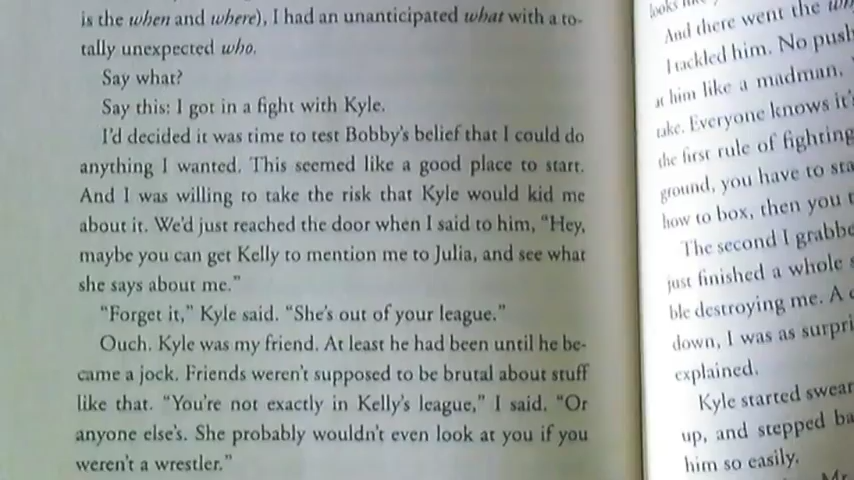 is the when and where), I had an unanticipated what with a to-
tally unexpected who.
Say what?
Say this: I got in a fight with Kyle.
I'd decided it was time to test Bobby's belief that I could do
anything I wanted. This seemed like a good place to start.
And I was willing to take the risk that Kyle would kid me
about it. We'd just reached the door when I said to him, “Hey,
maybe you can get Kelly to mention me to Julia, and see what
she says about me.”
“Forget it,” Kyle said. “She's out of your league.”
Ouch. Kyle was my friend. At least he had been until he be-
came a jock. Friends weren't supposed to be brutal about stuff
like that. “You're not exactly in Kelly's league,” I said. “Or
anyone else's. She probably wouldn't even look at you if you
weren't a wrestler.”
looks
And there went the
I tackled him. No
at him like a madman.
take. Everyone knows it's
the first rule of fighting
ground, you have to
how to box, then you
The second I
just finished a whole
ble destroying me. A
down, I was as
explained.
Kyle started
up, and stepped
him so easily.